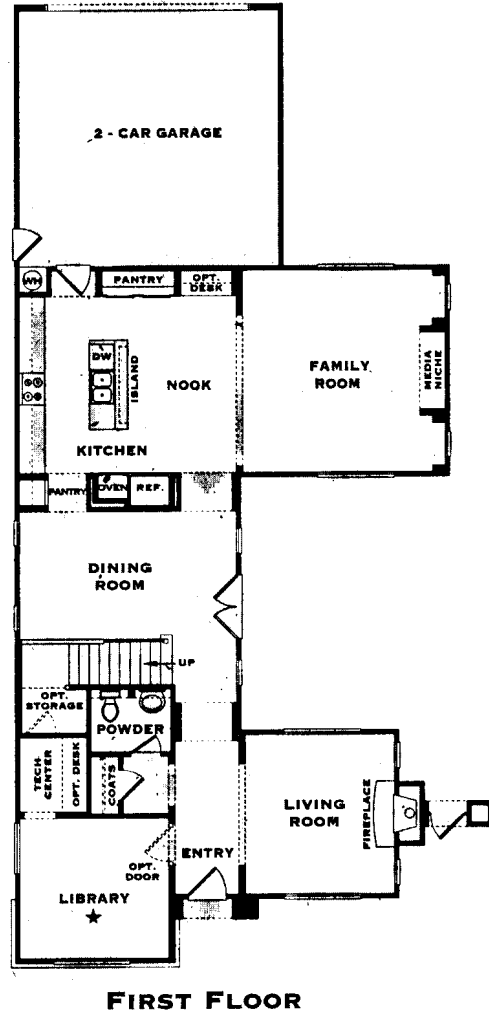 2 - CAR GARAGE
WH
PANTRY
OPT.
DESK
DW
ISLAND
NOOK
FAMILY
ROOM
MEDIA
NICHE
KITCHEN
PANTRY
OVEN
REF.
DINING
ROOM
UP
OPT.
STORAGE
POWDER
TECH
CENTER
OPT. DESK
COATS
LIVING
ROOM
FIREPLACE
ENTRY
OPT.
DOOR
LIBRARY
FIRST FLOOR